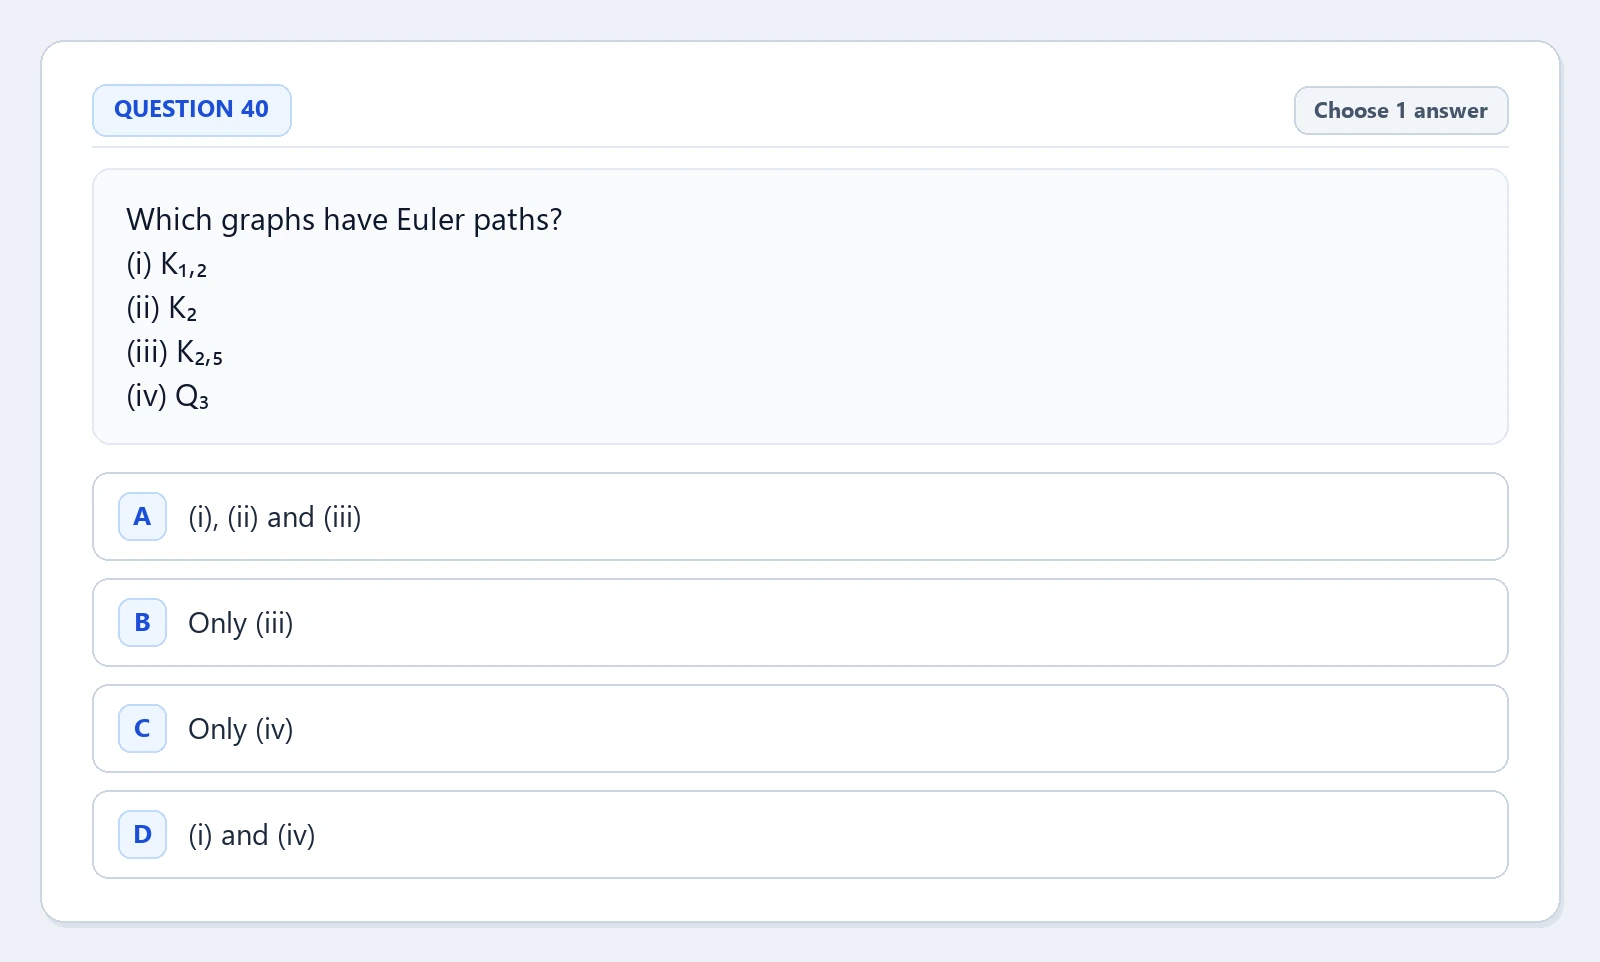 QUESTION 40
Choose 1 answer
Which graphs have Euler paths?
(i) K₁,₂
(ii) K₂
(iii) K₂,₅
(iv) Q₃
A (i), (ii) and (iii)
B Only (iii)
C Only (iv)
D (i) and (iv)